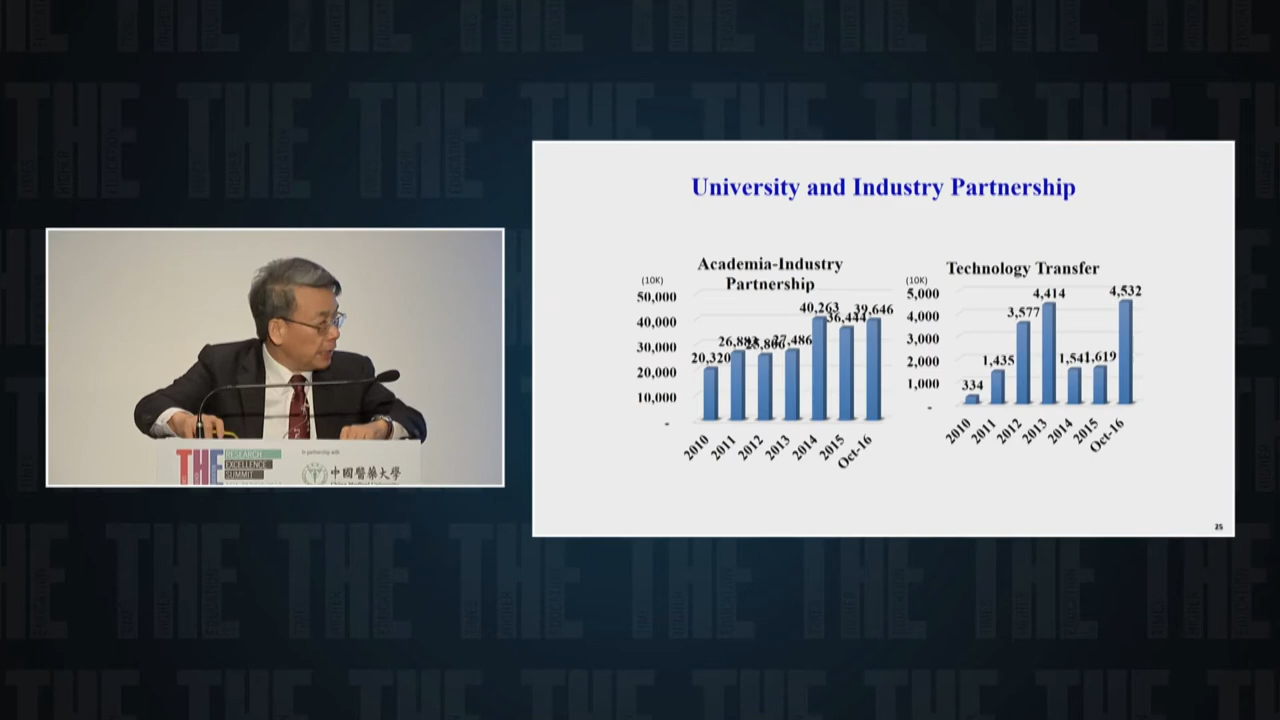 University and Industry Partnership
Academia-Industry
Partnership
(10K)
50,000
40,000
30,000
20,000
10,000
-
20,320
27,486
40,263
36,444
39,646
2010
2011
2012
2013
2014
2015
Oct-16
Technology Transfer
(10K)
5,000
4,000
3,000
2,000
1,000
-
334
1,435
3,577
4,414
1,541
1,619
4,532
2010
2011
2012
2013
2014
2015
Oct-16
25
THE
RESEARCH
EXCELLENCE
SUMMIT
In partnership with
中國醫藥大學
China Medical University